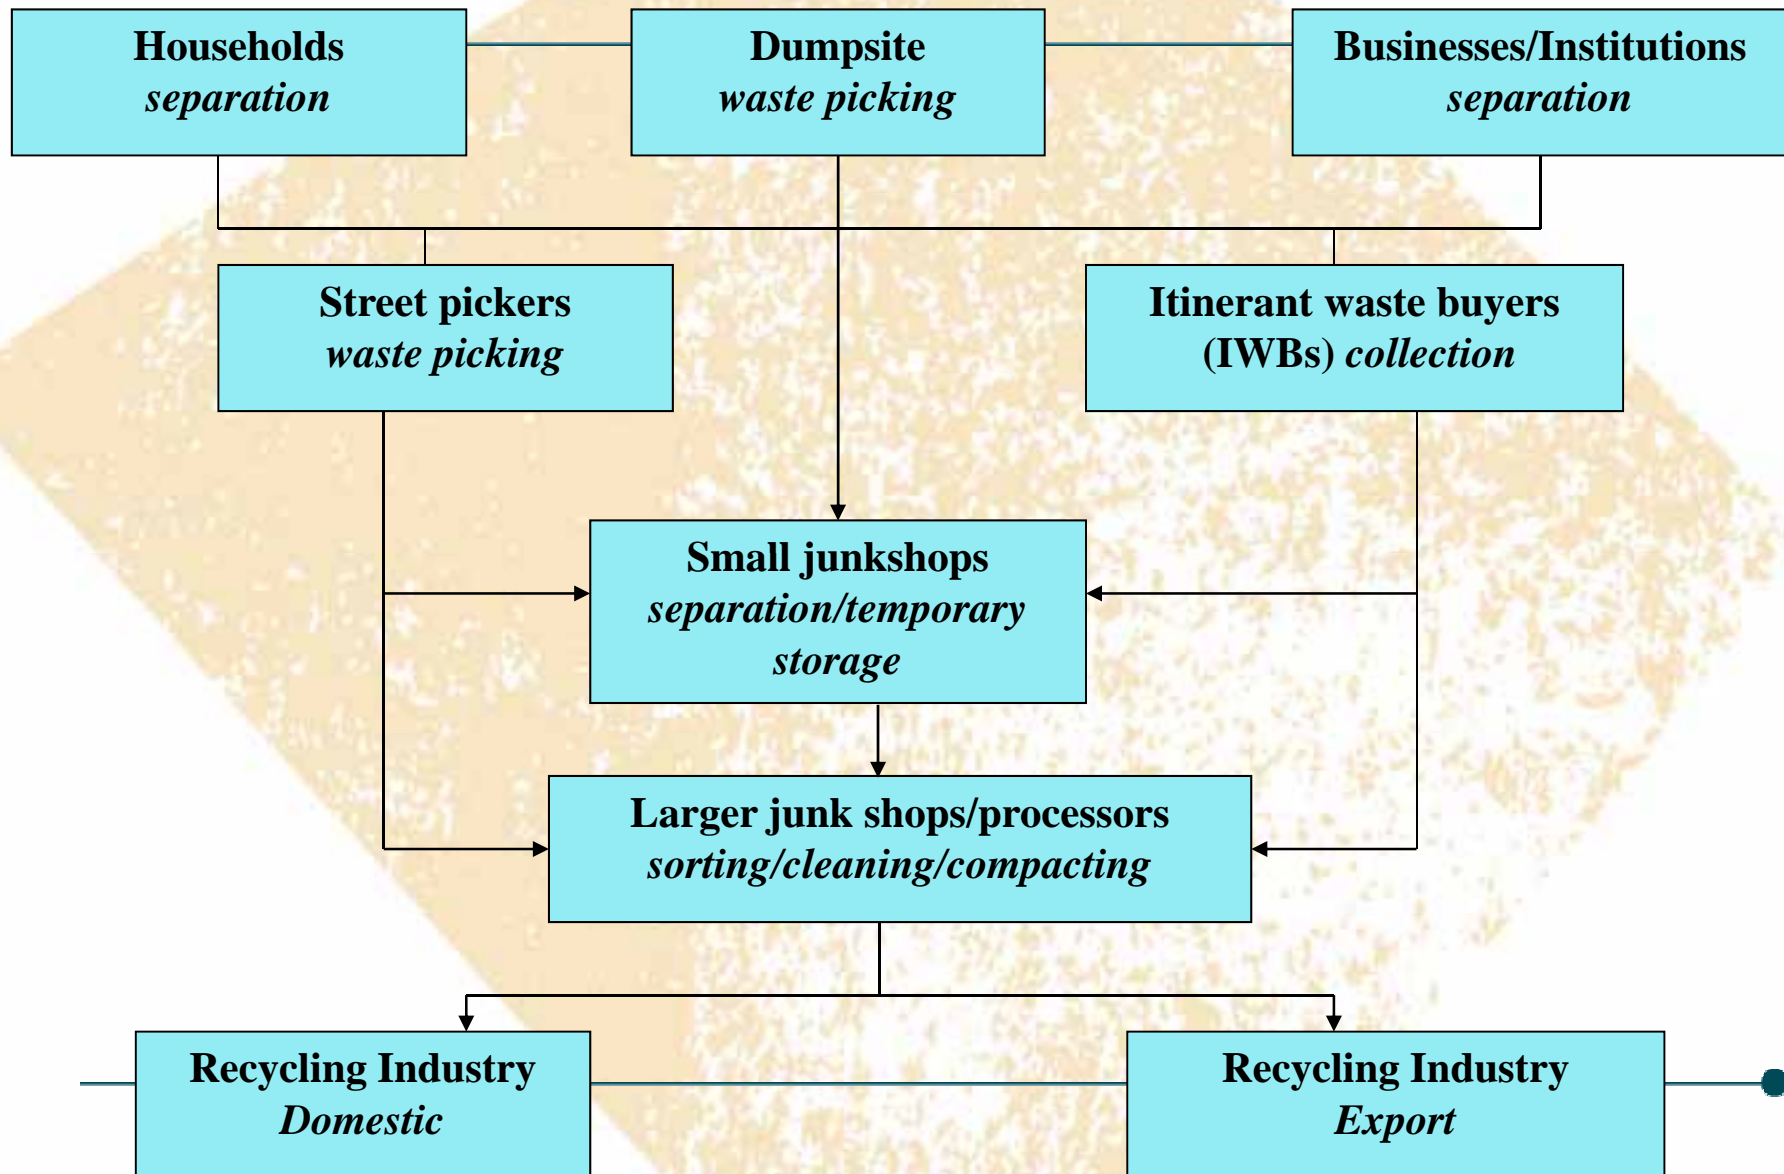 Households
separation
Dumpsite
waste picking
Businesses/Institutions
separation
Street pickers
waste picking
Itinerant waste buyers
(IWBs) collection
Small junkshops
separation/temporary
storage
Larger junk shops/processors
sorting/cleaning/compacting
Recycling Industry
Domestic
Recycling Industry
Export